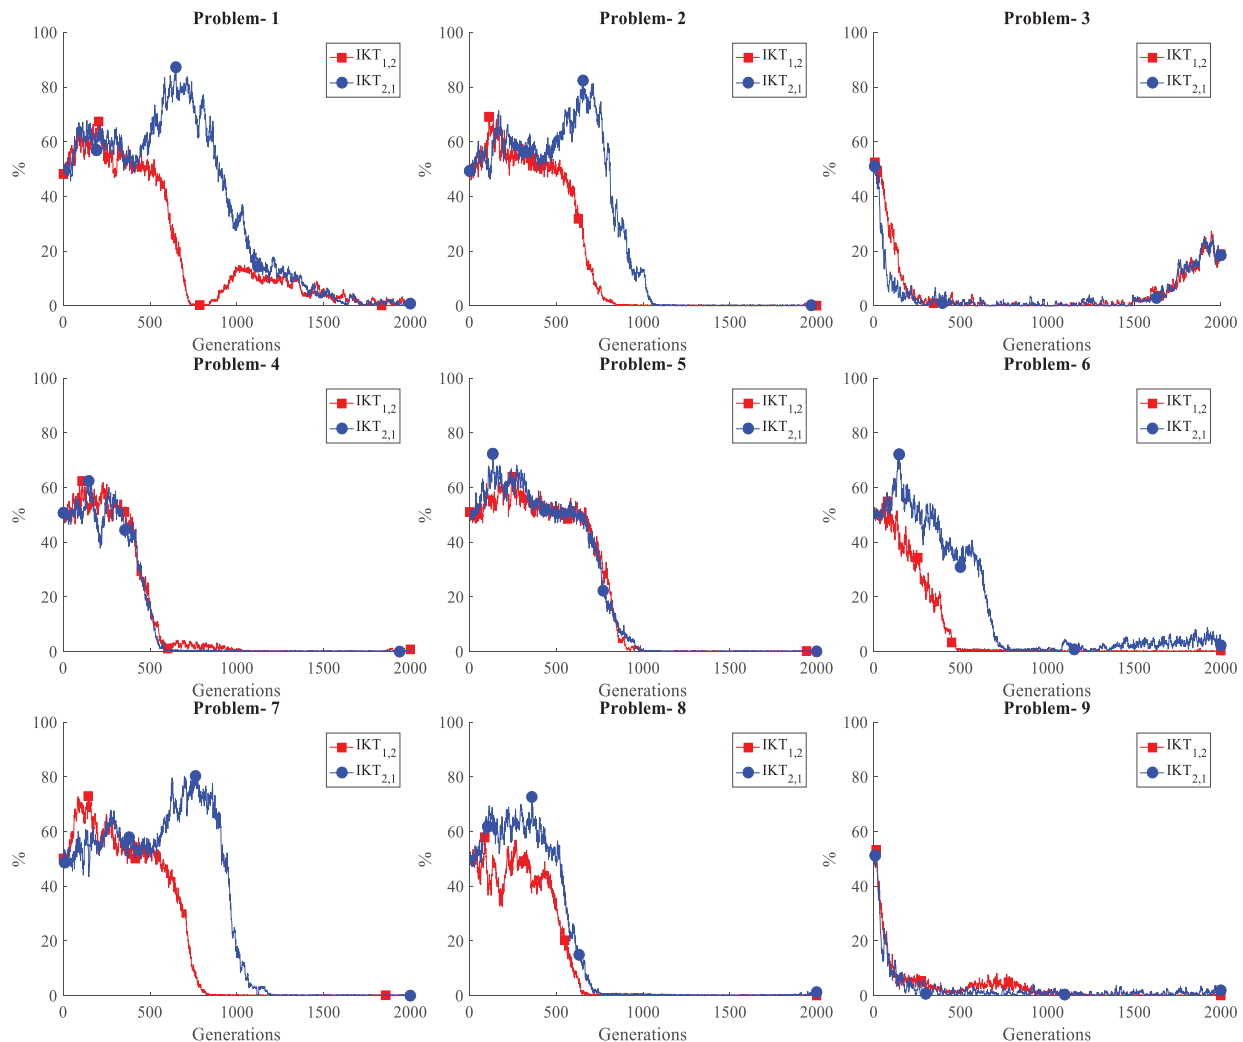 Problem- 1
100
80
60
40
20
0
%
0 500 1000 1500 2000
Generations
IKT1,2
IKT2,1
Problem- 2
100
80
60
40
20
0
%
0 500 1000 1500 2000
Generations
IKT1,2
IKT2,1
Problem- 3
100
80
60
40
20
0
%
0 500 1000 1500 2000
Generations
IKT1,2
IKT2,1
Problem- 4
100
80
60
40
20
0
%
0 500 1000 1500 2000
Generations
IKT1,2
IKT2,1
Problem- 5
100
80
60
40
20
0
%
0 500 1000 1500 2000
Generations
IKT1,2
IKT2,1
Problem- 6
100
80
60
40
20
0
%
0 500 1000 1500 2000
Generations
IKT1,2
IKT2,1
Problem- 7
100
80
60
40
20
0
%
0 500 1000 1500 2000
Generations
IKT1,2
IKT2,1
Problem- 8
100
80
60
40
20
0
%
0 500 1000 1500 2000
Generations
IKT1,2
IKT2,1
Problem- 9
100
80
60
40
20
0
%
0 500 1000 1500 2000
Generations
IKT1,2
IKT2,1